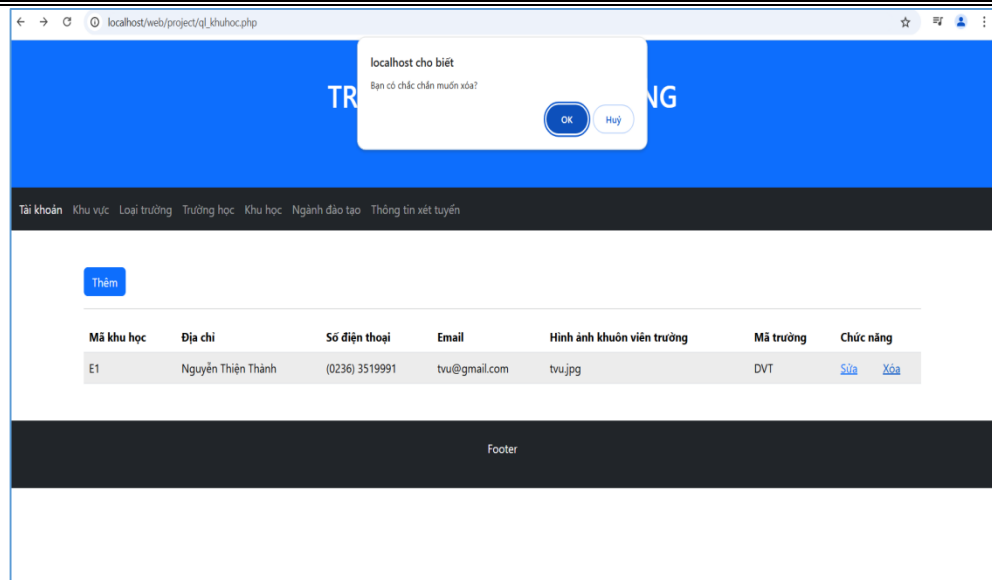 localhost/web/project/ql_khuhoc.php
localhost cho biết
Bạn có chắc chắn muốn xóa?
OK Huỷ
TR NG
Tài khoản Khu vực Loại trường Trường học Khu học Ngành đào tạo Thông tin xét tuyển
Thêm
Mã khu học Địa chỉ Số điện thoại Email Hình ảnh khuôn viên trường Mã trường Chức năng
E1 Nguyễn Thiện Thành (0236) 3519991 tvu@gmail.com tvu.jpg DVT Sửa Xóa
Footer